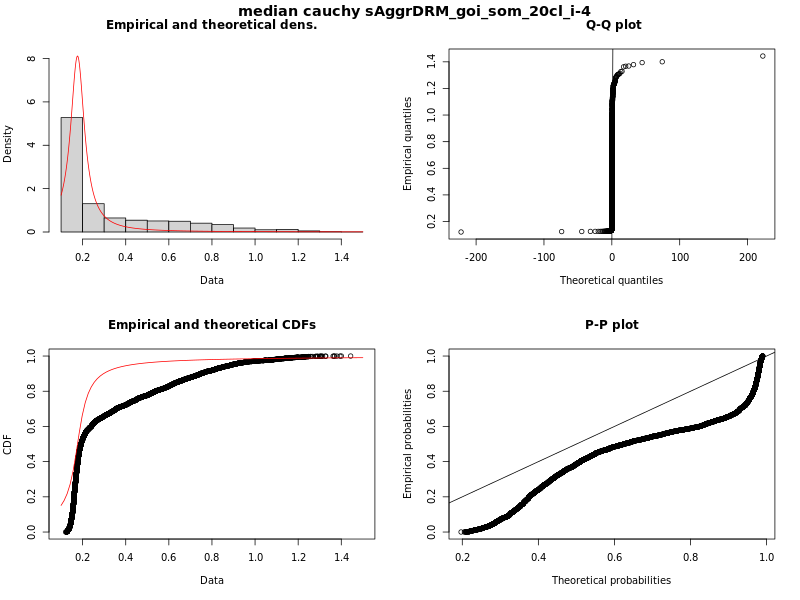 median cauchy sAggrDRM_goi_som_20cl_i-4
Empirical and theoretical dens.
Density
0 2 4 6 8
0.2 0.4 0.6 0.8 1.0 1.2 1.4
Data
Q-Q plot
Empirical quantiles
0.2 0.4 0.6 0.8 1.0 1.2 1.4
-200 -100 0 100 200
Theoretical quantiles
Empirical and theoretical CDFs
CDF
0.0 0.2 0.4 0.6 0.8 1.0
0.2 0.4 0.6 0.8 1.0 1.2 1.4
Data
P-P plot
Empirical probabilities
0.0 0.2 0.4 0.6 0.8 1.0
0.2 0.4 0.6 0.8 1.0
Theoretical probabilities